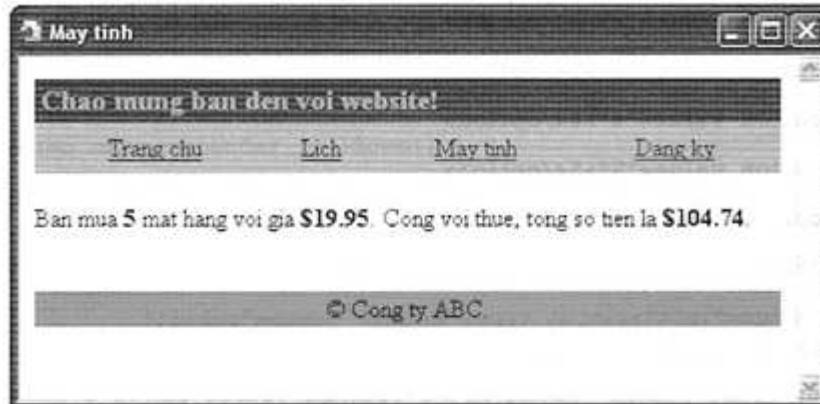 May tinh
Chao mung ban den voi website!
Trang chu Lich May tinh Dang ky
Ban mua 5 mat hang voi gia $19.95. Cong voi thue, tong so tien la $104.74.
© Cong ty ABC.